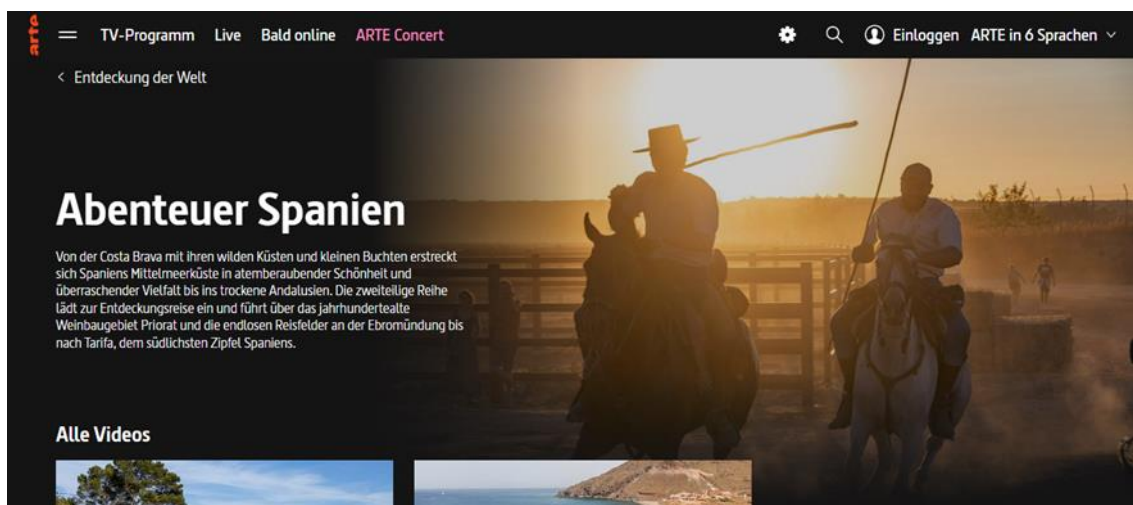 arte
TV-Programm Live Bald online ARTE Concert Einloggen ARTE in 6 Sprachen
Entdeckung der Welt
Abenteuer Spanien
Von der Costa Brava mit ihren wilden Küsten und kleinen Buchten erstreckt
sich Spaniens Mittelmeerküste in atemberaubender Schönheit und
überraschender Vielfalt bis ins trockene Andalusien. Die zweiteilige Reihe
lädt zur Entdeckungsreise ein und führt über das jahrhundertealte
Weinbaugebiet Priorat und die endlosen Reisfelder an der Ebromündung bis
nach Tarifa, dem südlichsten Zipfel Spaniens.
Alle Videos